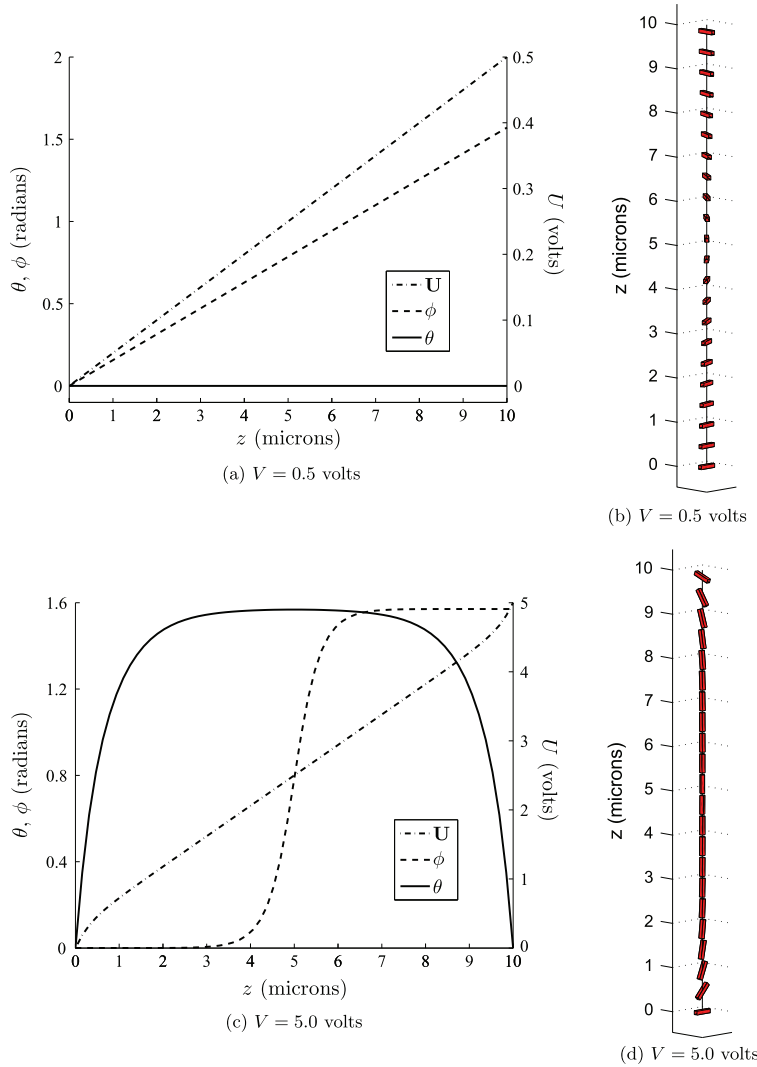 2
1.5
1
0.5
0
θ, ϕ (radians)
0.5
0.4
0.3
0.2
0.1
0
U (volts)
U
ϕ
θ
0 1 2 3 4 5 6 7 8 9 10
z (microns)
(a) V = 0.5 volts
10
9
8
7
6
5
4
3
2
1
0
z (microns)
(b) V = 0.5 volts
1.6
1.2
0.8
0.4
0
θ, ϕ (radians)
5
4
3
2
1
0
U (volts)
U
ϕ
θ
0 1 2 3 4 5 6 7 8 9 10
z (microns)
(c) V = 5.0 volts
10
9
8
7
6
5
4
3
2
1
0
z (microns)
(d) V = 5.0 volts